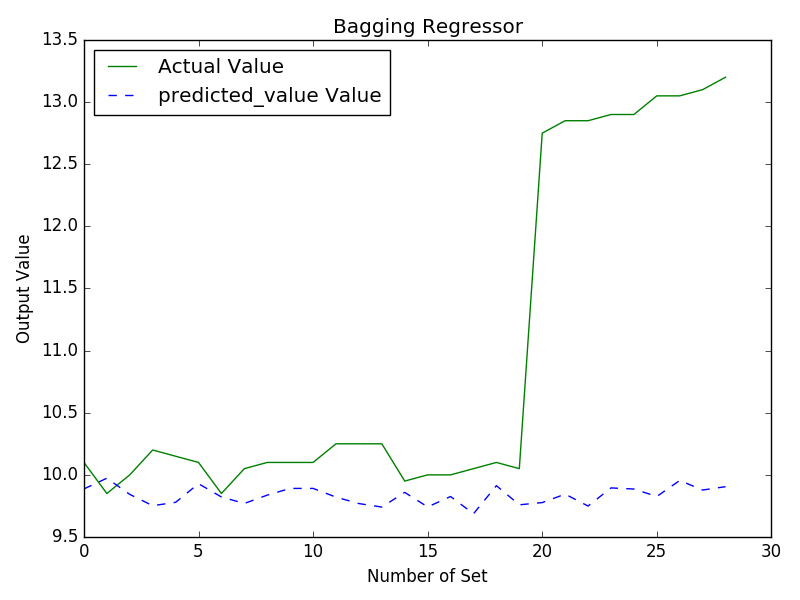 Bagging Regressor
Actual Value
predicted_value Value
Output Value
13.5
13.0
12.5
12.0
11.5
11.0
10.5
10.0
9.5
0 5 10 15 20 25 30
Number of Set